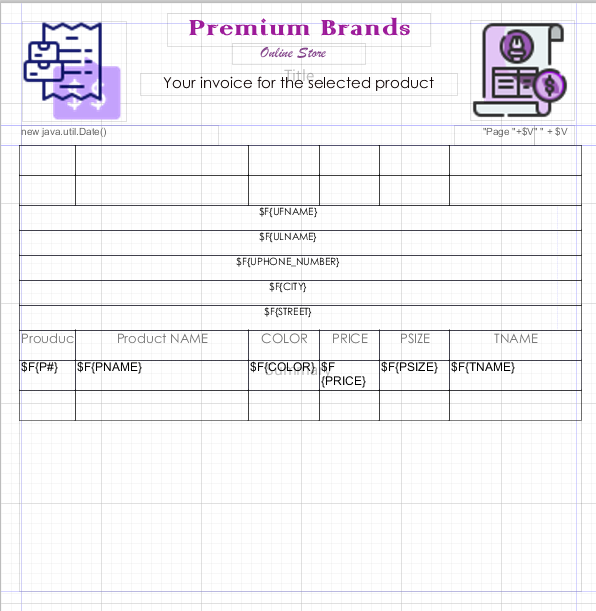 Premium Brands
Online Store
Title
Your invoice for the selected product
new java.util.Date()
"Page "+$V" " + $V
$F{UFNAME}
$F{ULNAME}
$F{UPHONE_NUMBER}
$F{CITY}
$F{STREET}
Prouduc Product NAME COLOR PRICE PSIZE TNAME
$F{P#} $F{PNAME} $F{COLOR} $F $F{PSIZE} $F{TNAME}
{PRICE}
Summary